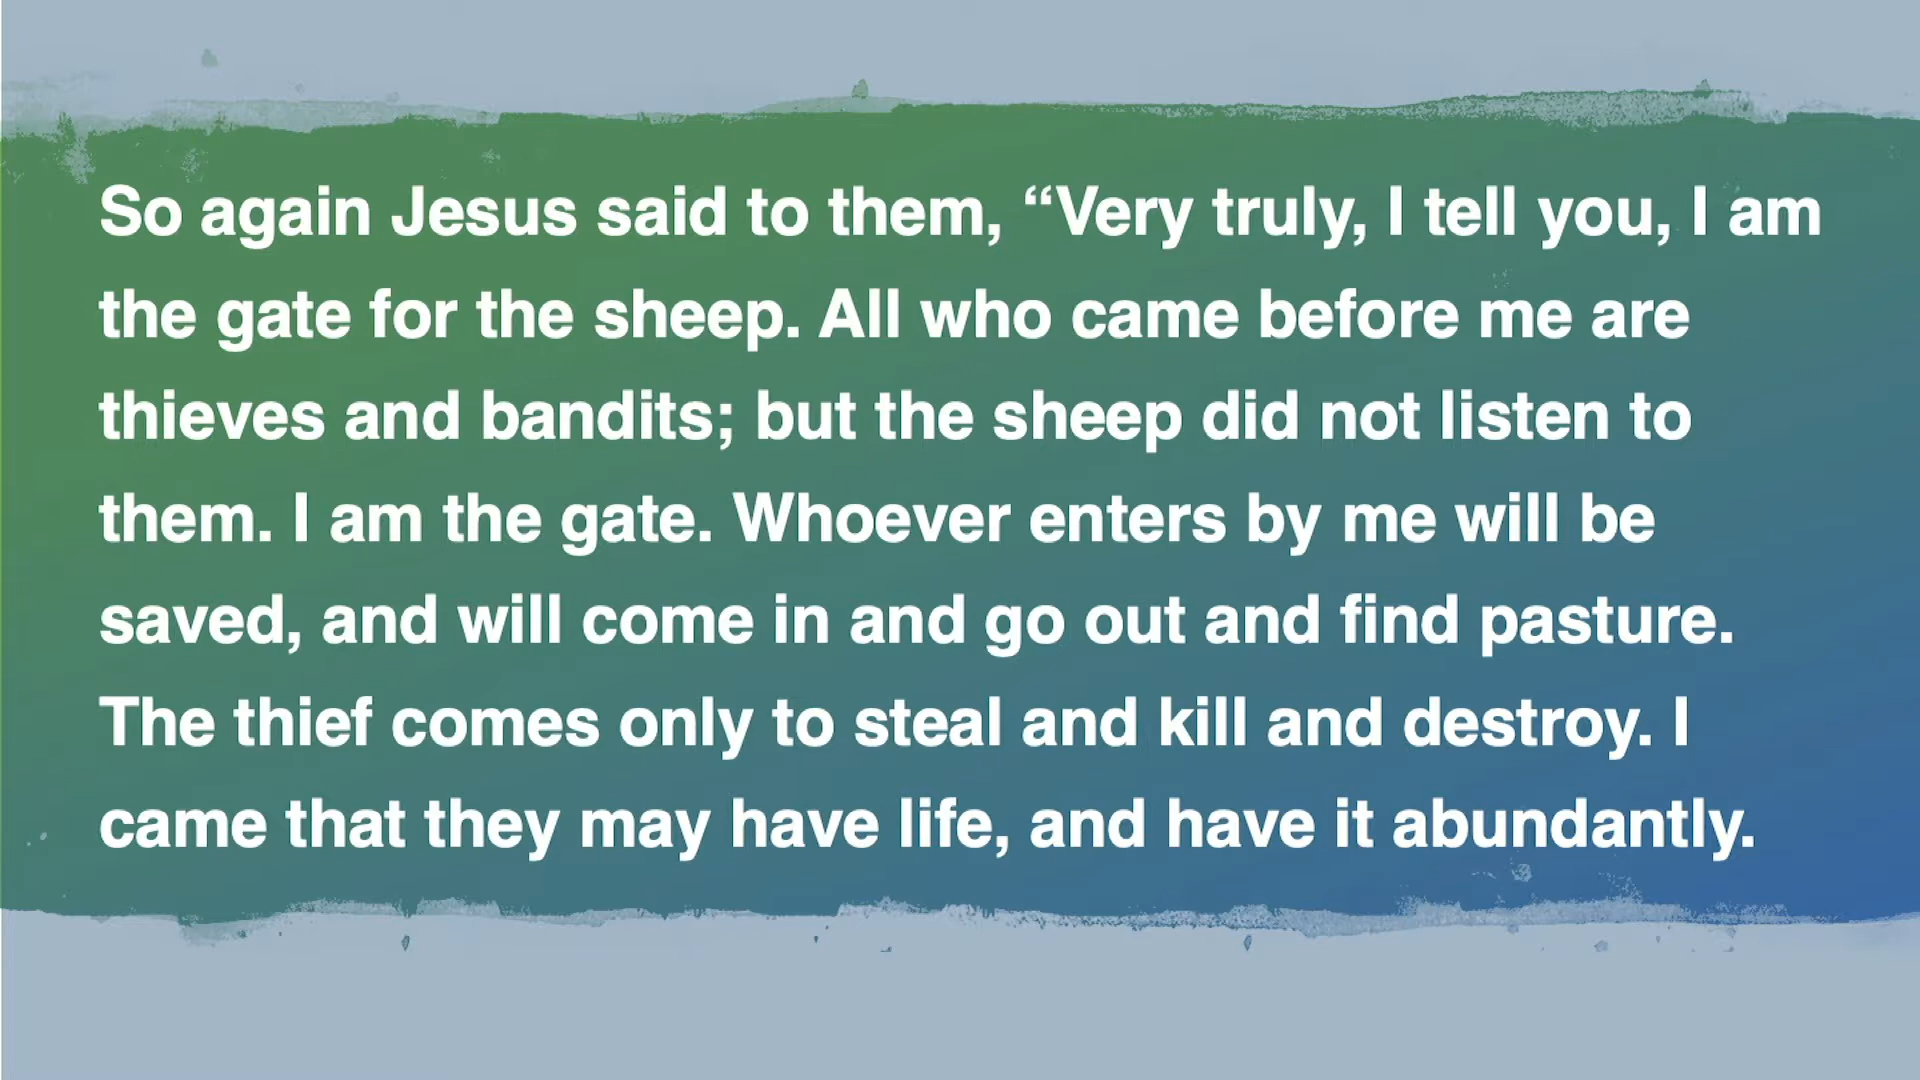 So again Jesus said to them, “Very truly, I tell you, I am
the gate for the sheep. All who came before me are
thieves and bandits; but the sheep did not listen to
them. I am the gate. Whoever enters by me will be
saved, and will come in and go out and find pasture.
The thief comes only to steal and kill and destroy. I
came that they may have life, and have it abundantly.